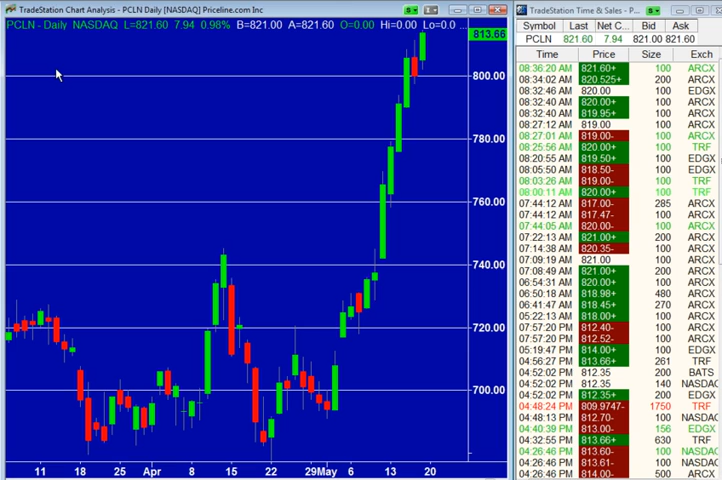 TradeStation Chart Analysis - PCLN Daily [NASDAQ] Priceline.com Inc
PCLN - Daily NASDAQ L=821.60 7.94 0.98% B=821.00 A=821.60 O=0.00 Hi=0.00 Lo=0.0 ...
813.66
800.00
780.00
760.00
740.00
720.00
700.00
11 18 25 Apr 8 15 22 29May 6 13 20
TradeStation Time & Sales - P...
Symbol Last Net C... Bid Ask
PCLN 821.60 7.94 821.00 821.60
Time Price Size Exch
08:36:20 AM 821.60+ 100 ARCX
08:34:02 AM 820.525+ 200 ARCX
08:32:46 AM 820.00 100 EDGX
08:32:40 AM 820.00+ 100 ARCX
08:32:40 AM 819.95+ 100 ARCX
08:27:12 AM 819.00 100 ARCX
08:27:01 AM 819.00- 100 ARCX
08:25:56 AM 820.00+ 100 TRF
08:20:55 AM 819.50+ 100 EDGX
08:05:50 AM 818.50- 100 EDGX
08:03:26 AM 819.00- 100 TRF
08:00:11 AM 820.00+ 100 TRF
07:44:12 AM 817.00- 285 ARCX
07:44:12 AM 817.47- 100 ARCX
07:44:05 AM 820.00- 100 ARCX
07:22:13 AM 821.00+ 200 ARCX
07:14:38 AM 820.35- 100 ARCX
07:09:19 AM 821.00 100 ARCX
07:08:49 AM 821.00+ 200 ARCX
06:54:31 AM 820.00+ 100 ARCX
06:50:18 AM 818.98+ 480 ARCX
06:41:47 AM 818.45+ 270 ARCX
05:22:13 AM 818.00+ 100 ARCX
07:57:20 PM 812.40- 100 ARCX
07:57:20 PM 812.52- 100 ARCX
05:19:47 PM 814.00+ 100 EDGX
04:56:27 PM 813.66+ 261 TRF
04:52:02 PM 812.35 200 BATS
04:52:02 PM 812.35 140 NASDAQ
04:52:02 PM 812.35+ 200 EDGX
04:48:24 PM 809.9747- 1750 TRF
04:48:13 PM 812.70- 100 NASDAQ
04:40:39 PM 813.00- 156 EDGX
04:32:55 PM 813.66+ 630 TRF
04:26:46 PM 813.60- 100 NASDAQ
04:26:46 PM 813.61- 100 NASDAQ
04:26:46 PM 814.00- 500 ARCX